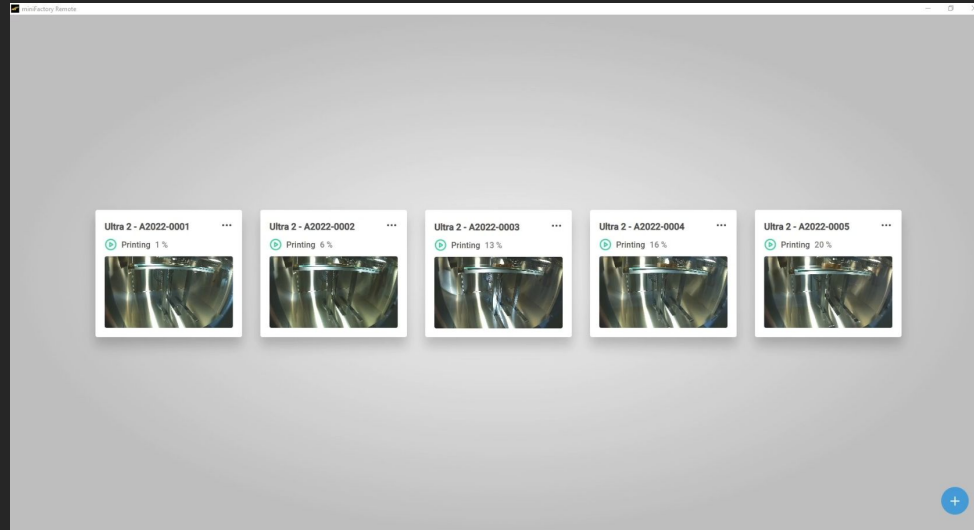 miniFactory Remote
Ultra 2 - A2022-0001
Printing 1 %
Ultra 2 - A2022-0002
Printing 6 %
Ultra 2 - A2022-0003
Printing 13 %
Ultra 2 - A2022-0004
Printing 16 %
Ultra 2 - A2022-0005
Printing 20 %